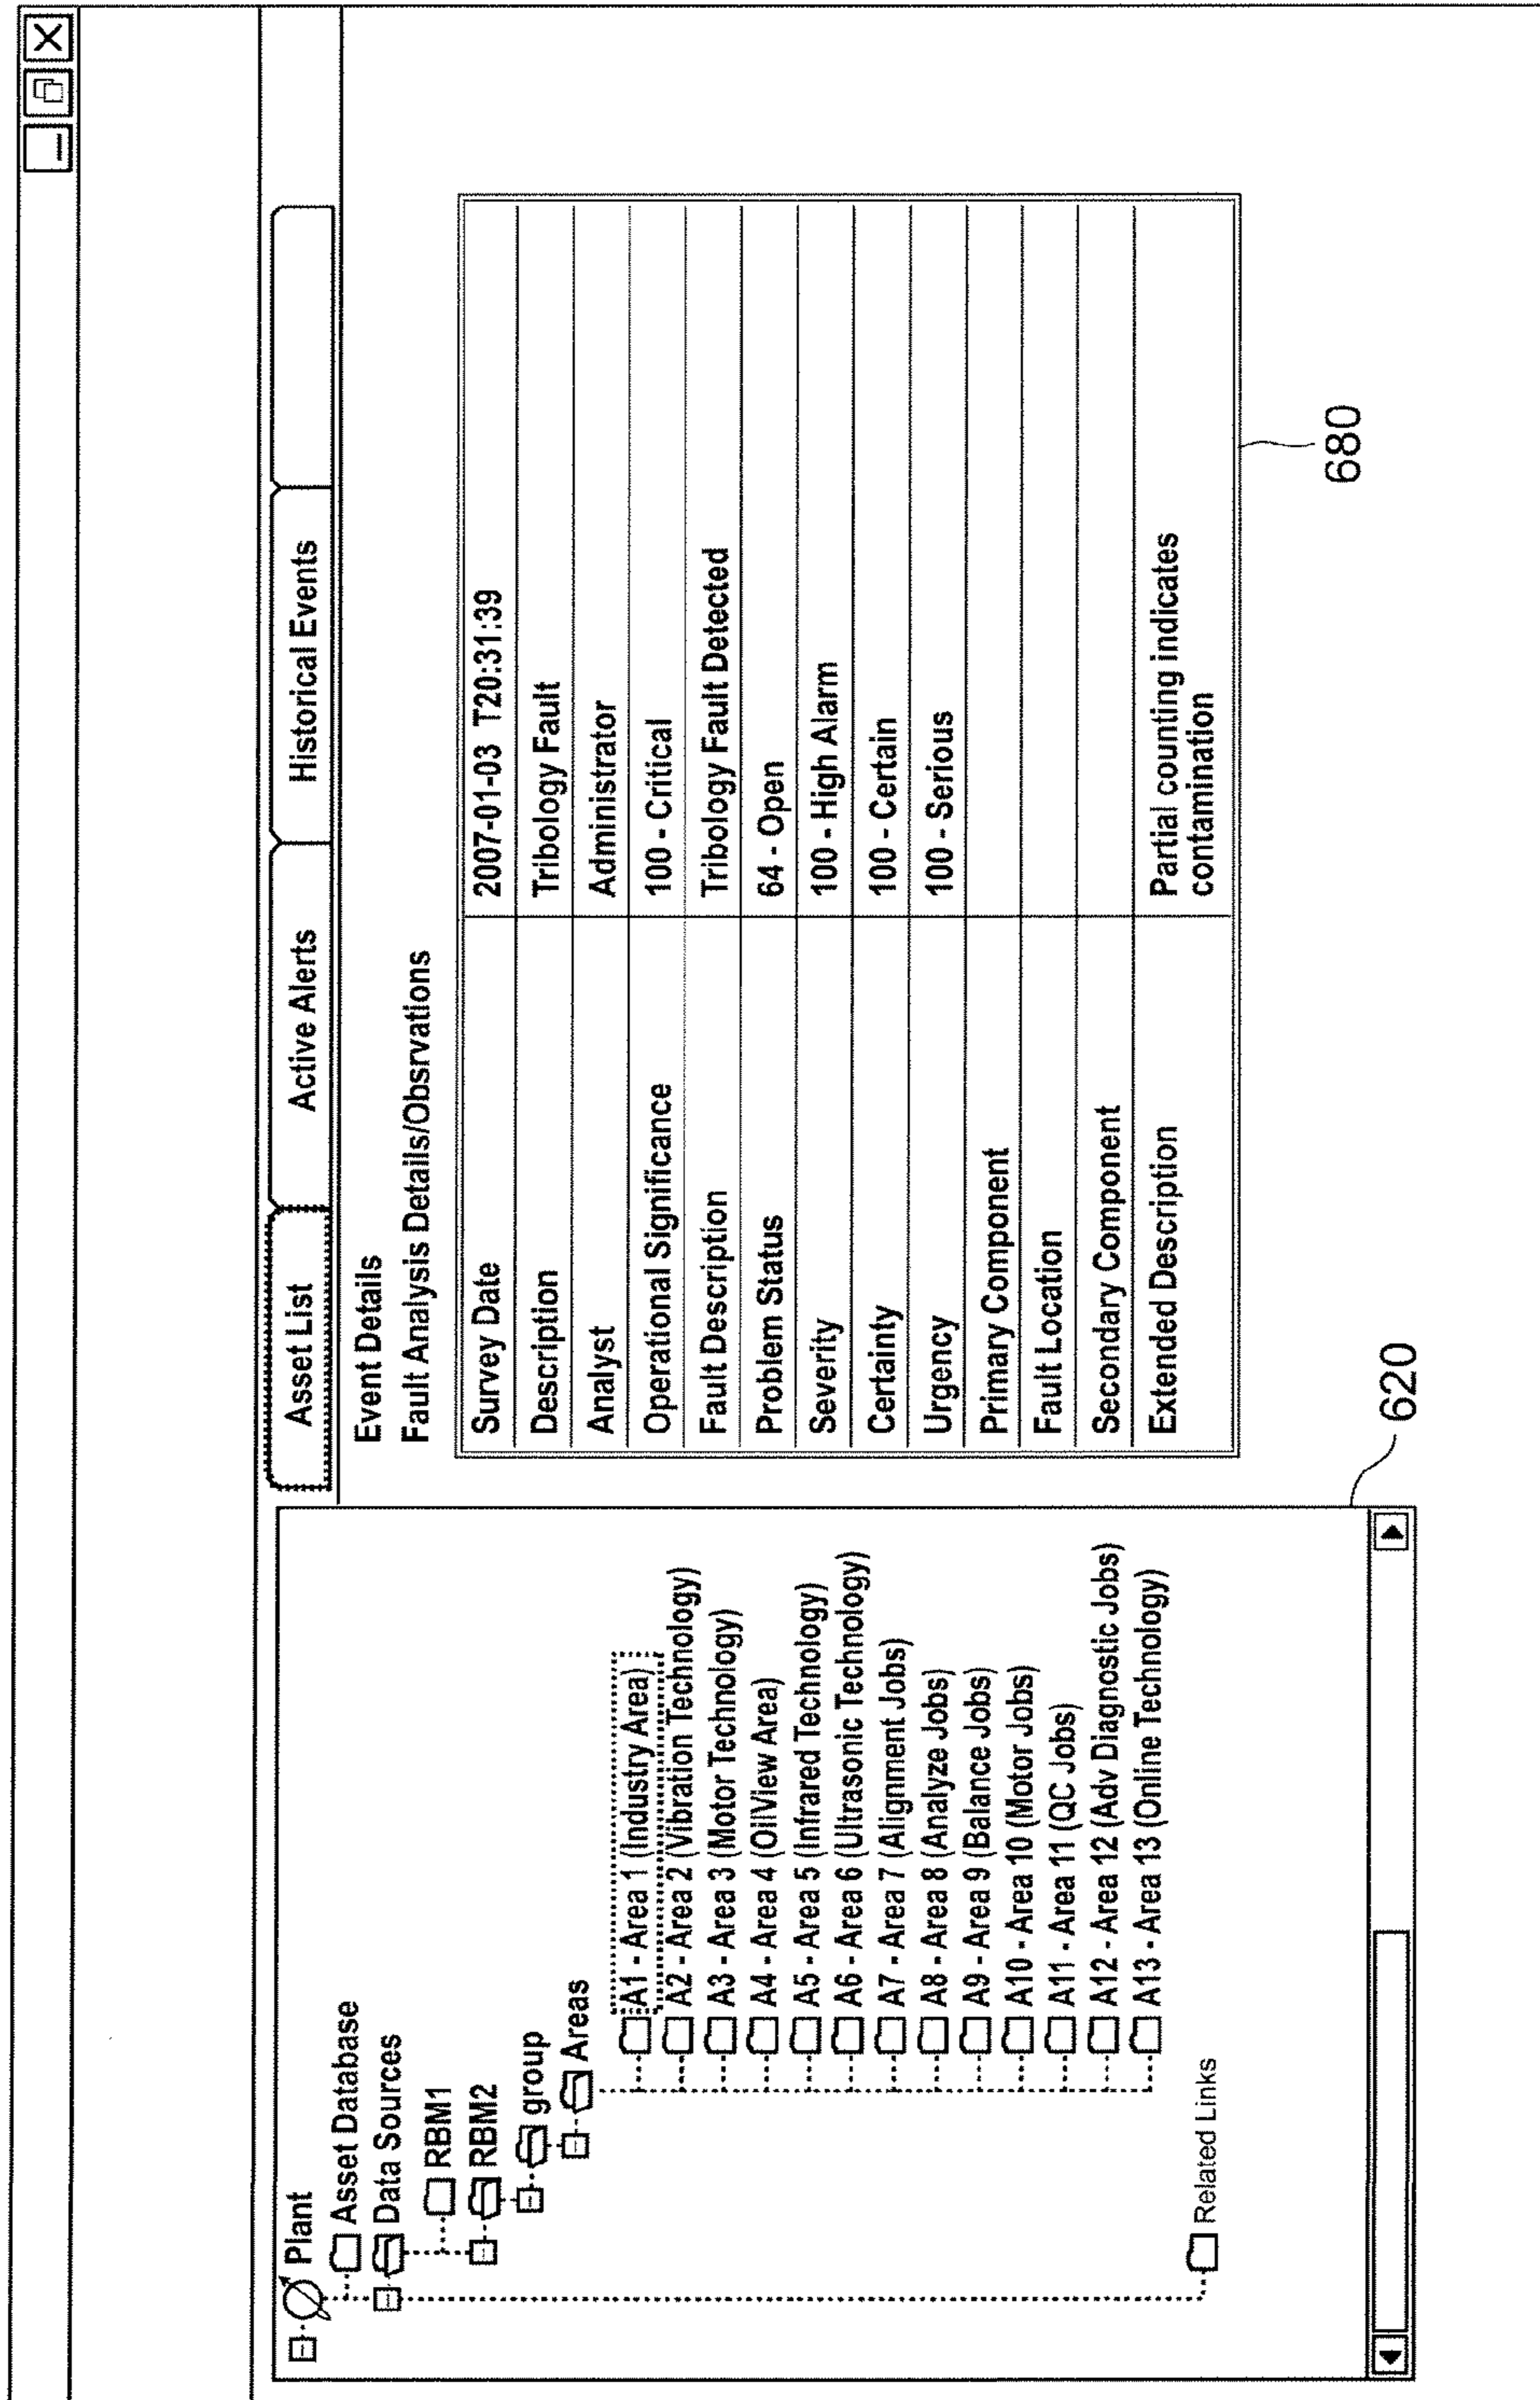 Asset List
Active Alerts
Historical Events
Plant
Asset Database
Data Sources
RBM1
RBM2
group
Areas
A1 - Area 1 (Industry Area)
A2 - Area 2 (Vibration Technology)
A3 - Area 3 (Motor Technology)
A4 - Area 4 (OilView Area)
A5 - Area 5 (Infrared Technology)
A6 - Area 6 (Ultrasonic Technology)
A7 - Area 7 (Alignment Jobs)
A8 - Area 8 (Analyze Jobs)
A9 - Area 9 (Balance Jobs)
A10 - Area 10 (Motor Jobs)
A11 - Area 11 (QC Jobs)
A12 - Area 12 (Adv Diagnostic Jobs)
A13 - Area 13 (Online Technology)
Related Links
620
Event Details
Fault Analysis Details/Obsrvations
Survey Date 2007-01-03 T20:31:39
Description Tribology Fault
Analyst Administrator
Operational Significance 100 - Critical
Fault Description Tribology Fault Detected
Problem Status 64 - Open
Severity 100 - High Alarm
Certainty 100 - Certain
Urgency 100 - Serious
Primary Component
Fault Location
Secondary Component
Extended Description Partial counting indicates
contamination
680